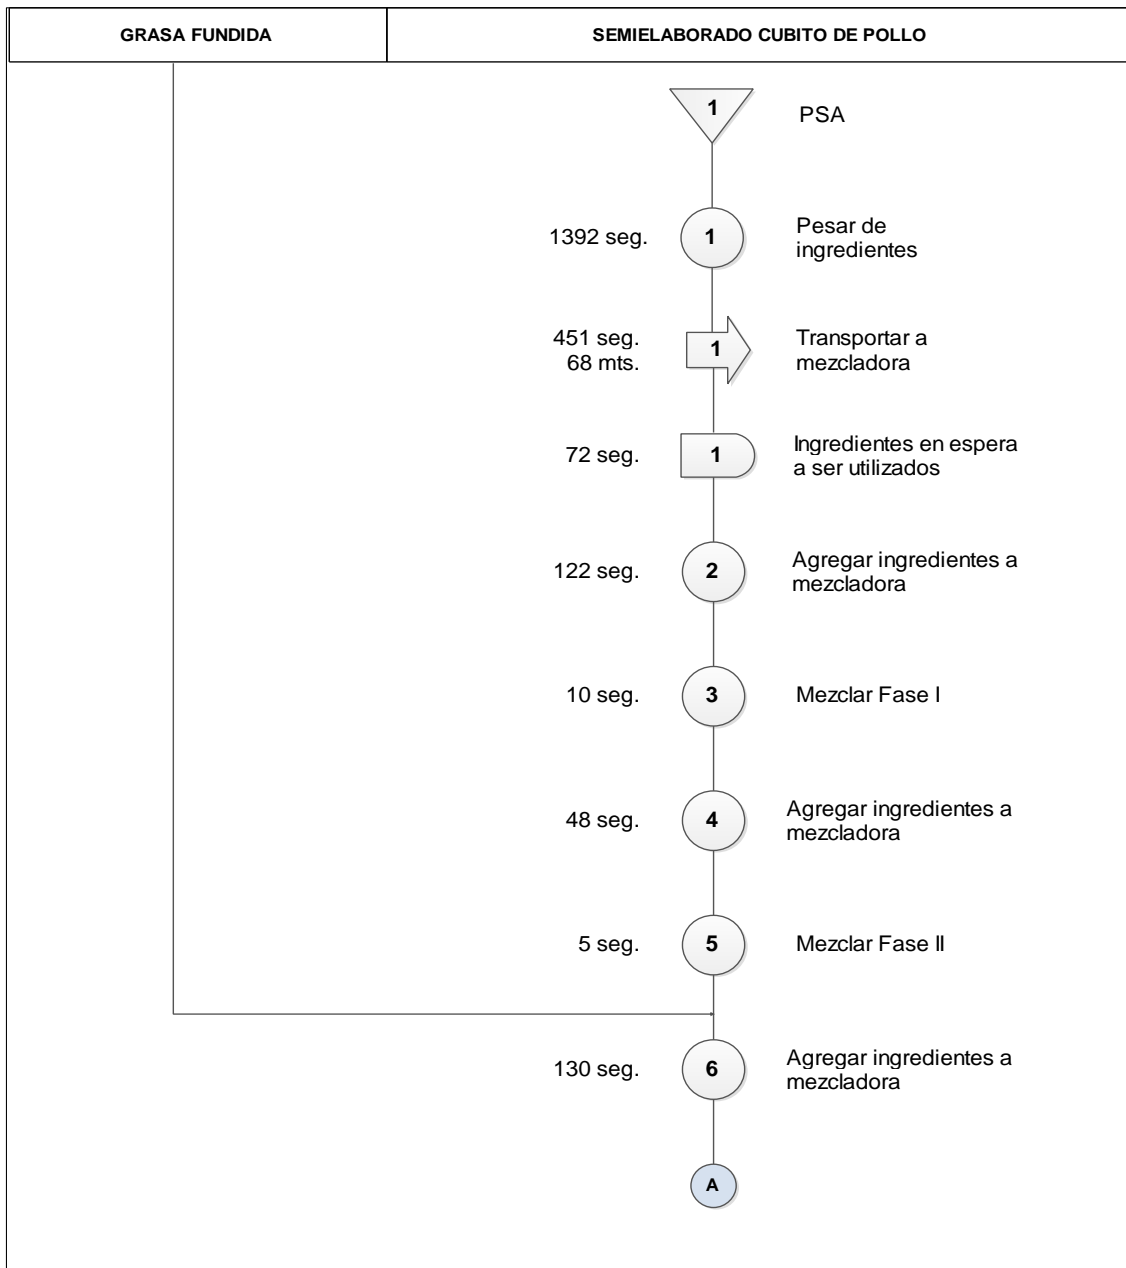 GRASA FUNDIDA
SEMIELABORADO CUBITO DE POLLO
1
PSA
1392 seg.
1
Pesar de
ingredientes
451 seg.
68 mts.
1
Transportar a
mezcladora
72 seg.
1
Ingredientes en espera
a ser utilizados
122 seg.
2
Agregar ingredientes a
mezcladora
10 seg.
3
Mezclar Fase I
48 seg.
4
Agregar ingredientes a
mezcladora
5 seg.
5
Mezclar Fase II
130 seg.
6
Agregar ingredientes a
mezcladora
A